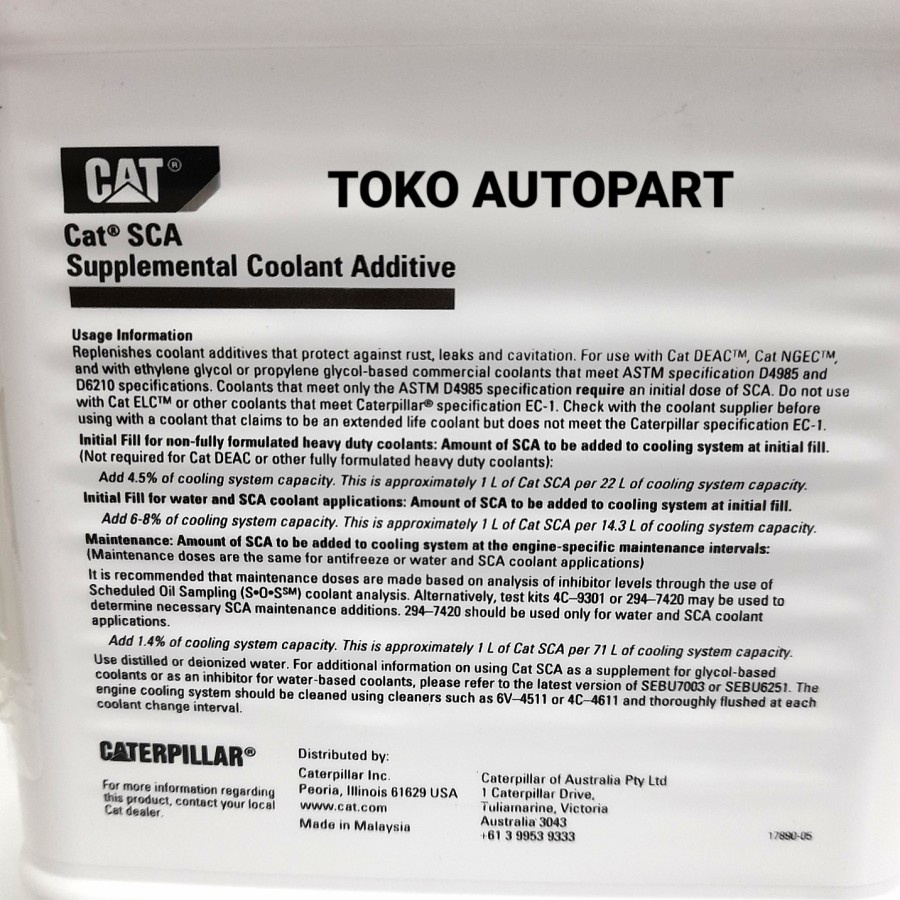 CAT®
TOKO AUTOPART
Cat® SCA
Supplemental Coolant Additive
Usage Information
Replenishes coolant additives that protect against rust, leaks and cavitation. For use with Cat DEAC™, Cat NGEC™,
and with ethylene glycol or propylene glycol-based commercial coolants that meet ASTM specification D4985 and
D6210 specifications. Coolants that meet only the ASTM D4985 specification require an initial dose of SCA. Do not use
with Cat ELC™ or other coolants that meet Caterpillar® specification EC-1. Check with the coolant supplier before
using with a coolant that claims to be an extended life coolant but does not meet the Caterpillar specification EC-1.
Initial Fill for non-fully formulated heavy duty coolants: Amount of SCA to be added to cooling system at initial fill.
(Not required for Cat DEAC or other fully formulated heavy duty coolants):
Add 4.5% of cooling system capacity. This is approximately 1 L of Cat SCA per 22 L of cooling system capacity.
Initial Fill for water and SCA coolant applications: Amount of SCA to be added to cooling system at initial fill.
Add 6-8% of cooling system capacity. This is approximately 1 L of Cat SCA per 14.3 L of cooling system capacity.
Maintenance: Amount of SCA to be added to cooling system at the engine-specific maintenance intervals:
(Maintenance doses are the same for antifreeze or water and SCA coolant applications)
It is recommended that maintenance doses are made based on analysis of inhibitor levels through the use of
Scheduled Oil Sampling (S•O•S℠) coolant analysis. Alternatively, test kits 4C–9301 or 294–7420 may be used to
determine necessary SCA maintenance additions. 294–7420 should be used only for water and SCA coolant
applications.
Add 1.4% of cooling system capacity. This is approximately 1 L of Cat SCA per 71 L of cooling system capacity.
Use distilled or deionized water. For additional information on using Cat SCA as a supplement for glycol-based
coolants or as an inhibitor for water-based coolants, please refer to the latest version of SEBU7003 or SEBU6251. The
engine cooling system should be cleaned using cleaners such as 6V–4511 or 4C–4611 and thoroughly flushed at each
coolant change interval.
CATERPILLAR®
For more information regarding
this product, contact your local
Cat dealer.
Distributed by:
Caterpillar Inc.
Peoria, Illinois 61629 USA
www.cat.com
Made in Malaysia
Caterpillar of Australia Pty Ltd
1 Caterpillar Drive,
Tullamarine, Victoria
Australia 3043
+61 3 9953 9333
17890-05